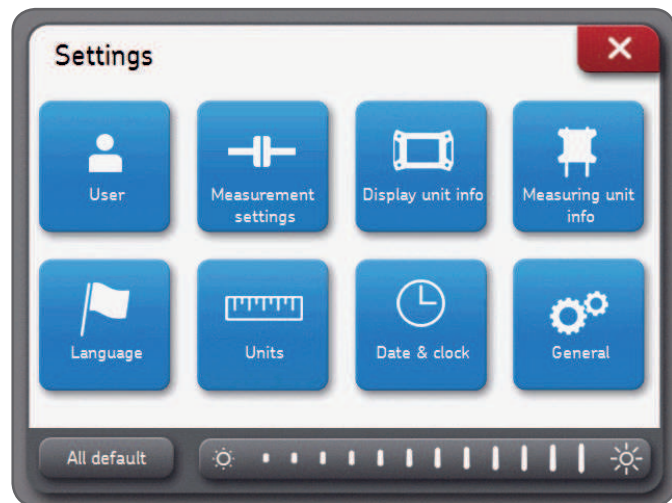 Settings
User
Measurement
settings
Display unit info
Measuring unit
info
Language
Units
Date & clock
General
All default